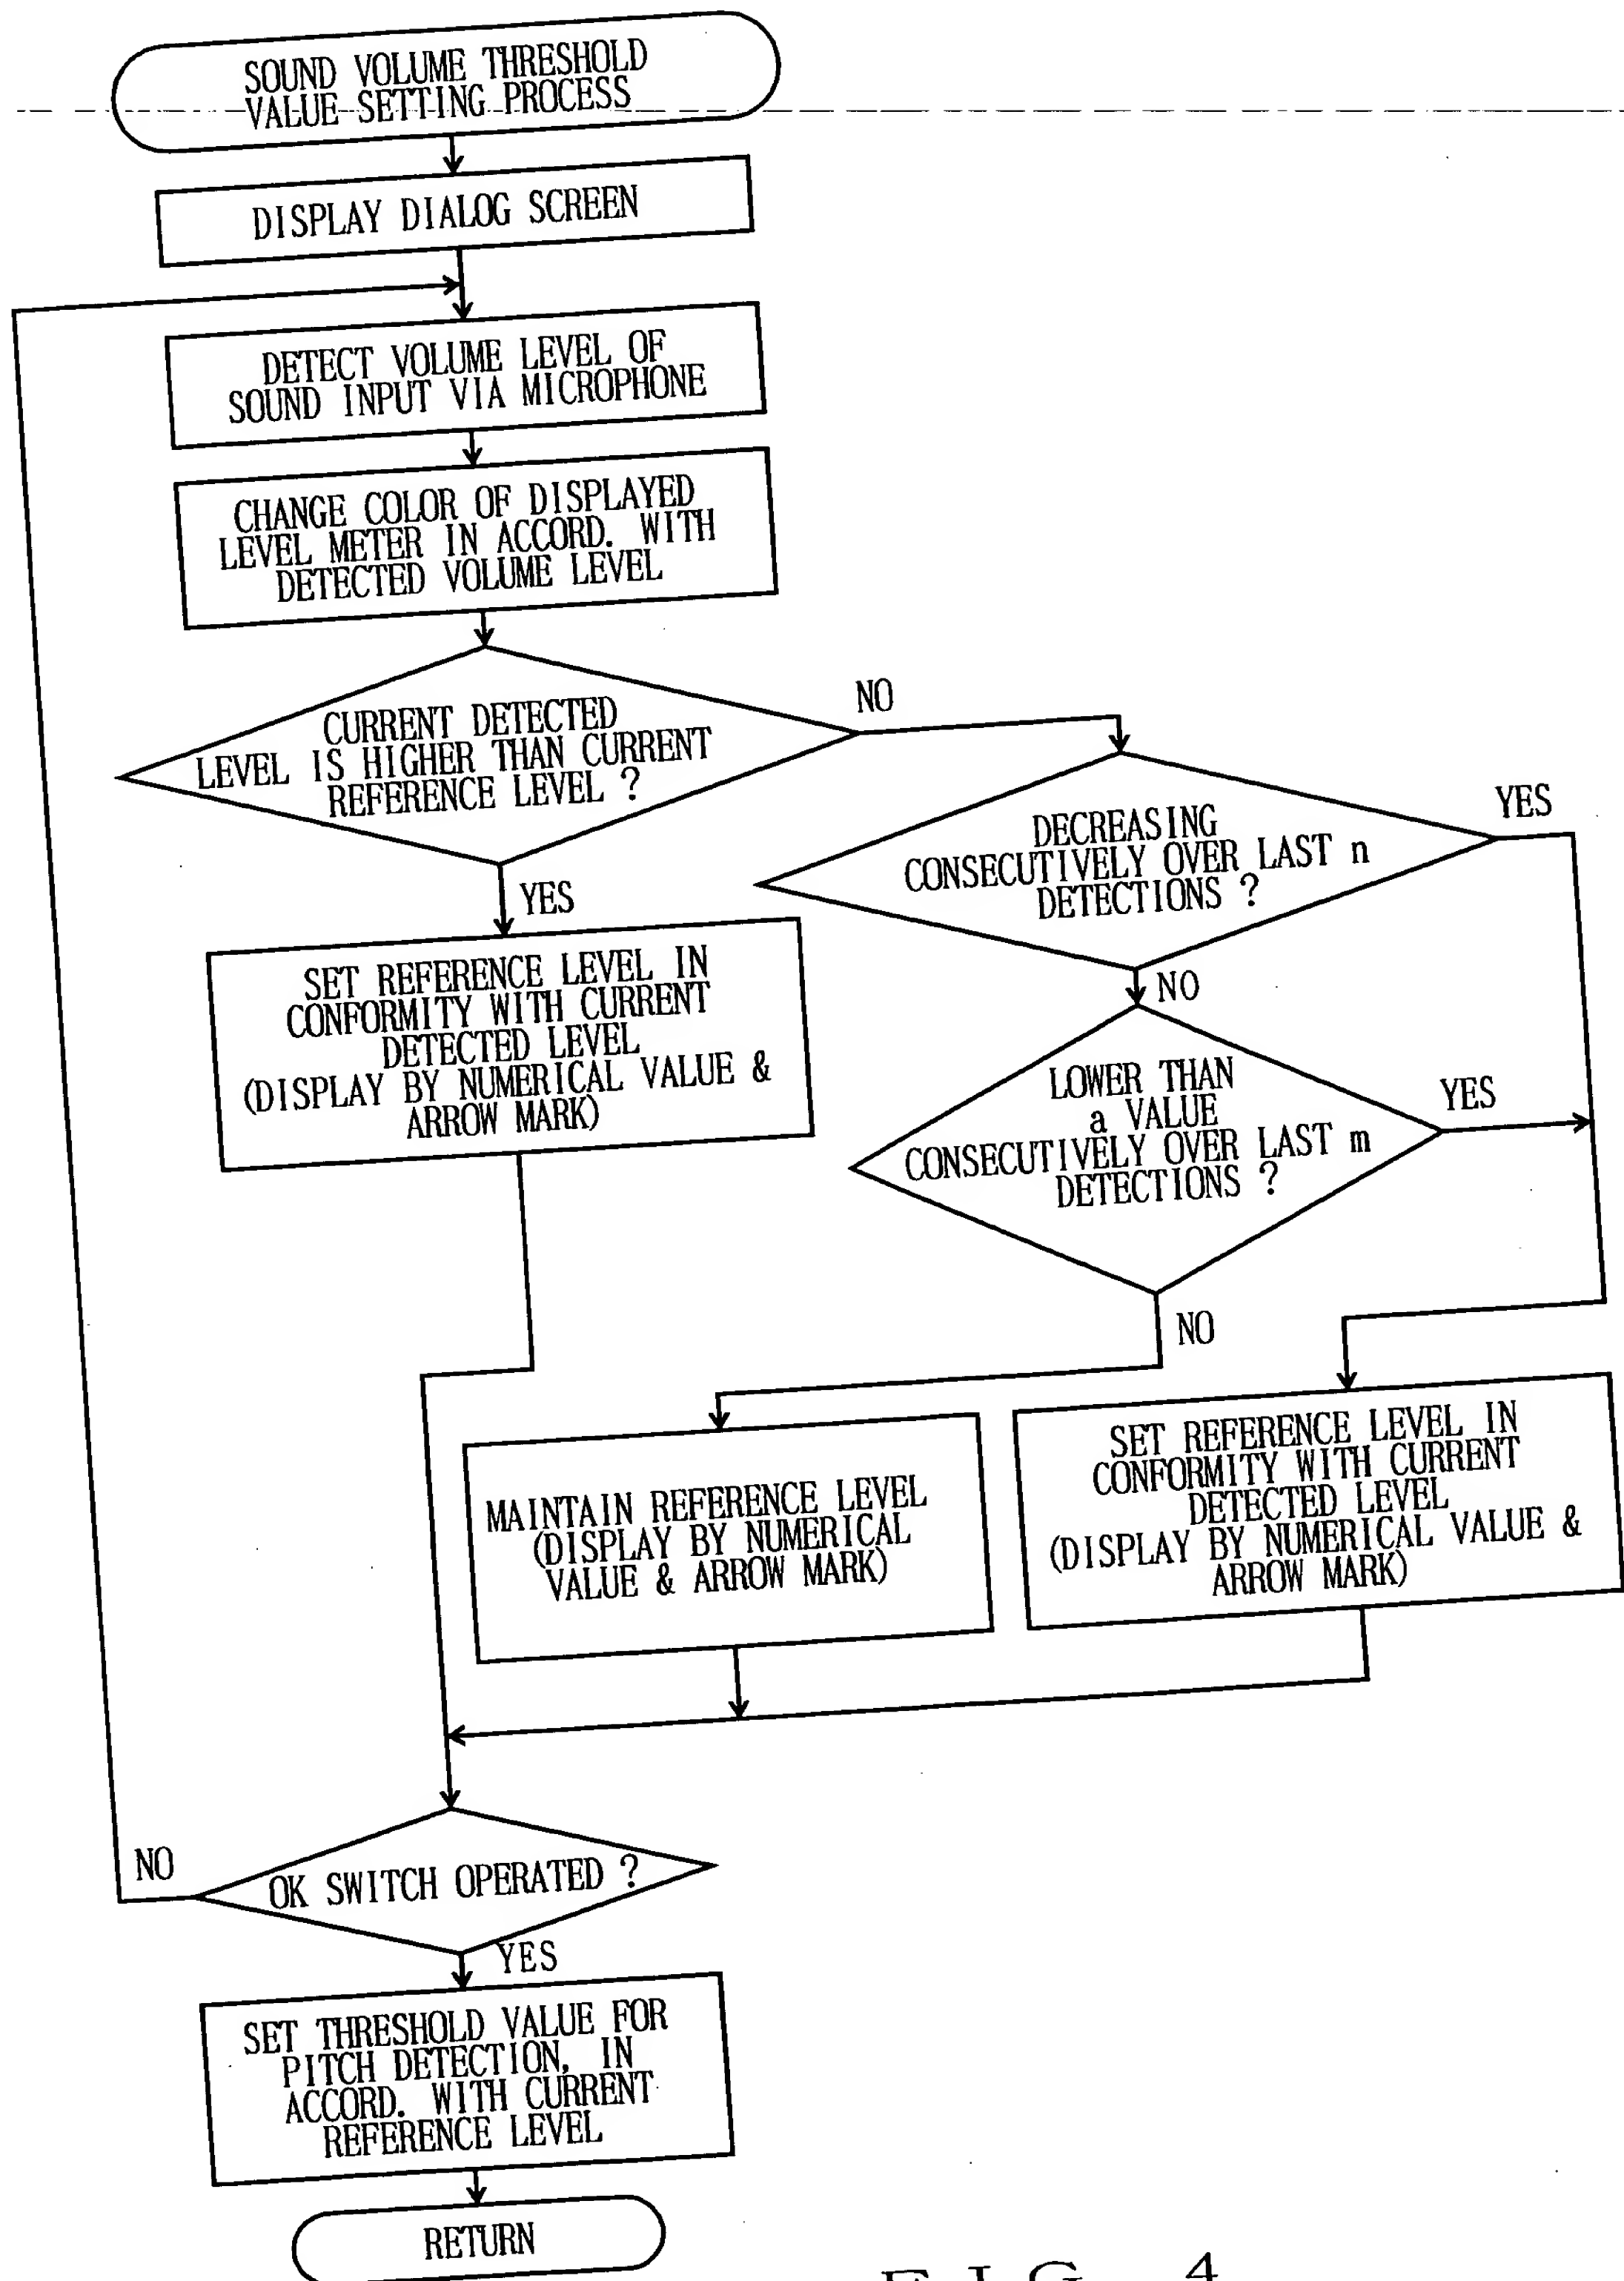 SOUND VOLUME THRESHOLD
VALUE SETTING PROCESS
DISPLAY DIALOG SCREEN
DETECT VOLUME LEVEL OF
SOUND INPUT VIA MICROPHONE
CHANGE COLOR OF DISPLAYED
LEVEL METER IN ACCORD. WITH
DETECTED VOLUME LEVEL
CURRENT DETECTED
LEVEL IS HIGHER THAN CURRENT
REFERENCE LEVEL ?
NO
YES
DECREASING
CONSECUTIVELY OVER LAST n
DETECTIONS ?
YES
NO
SET REFERENCE LEVEL IN
CONFORMITY WITH CURRENT
DETECTED LEVEL
(DISPLAY BY NUMERICAL VALUE &
ARROW MARK)
LOWER THAN
a VALUE
CONSECUTIVELY OVER LAST m
DETECTIONS ?
YES
NO
MAINTAIN REFERENCE LEVEL
(DISPLAY BY NUMERICAL
VALUE & ARROW MARK)
SET REFERENCE LEVEL IN
CONFORMITY WITH CURRENT
DETECTED LEVEL
(DISPLAY BY NUMERICAL VALUE &
ARROW MARK)
OK SWITCH OPERATED ?
NO
YES
SET THRESHOLD VALUE FOR
PITCH DETECTION, IN
ACCORD. WITH CURRENT
REFERENCE LEVEL
RETURN
FIG. 4